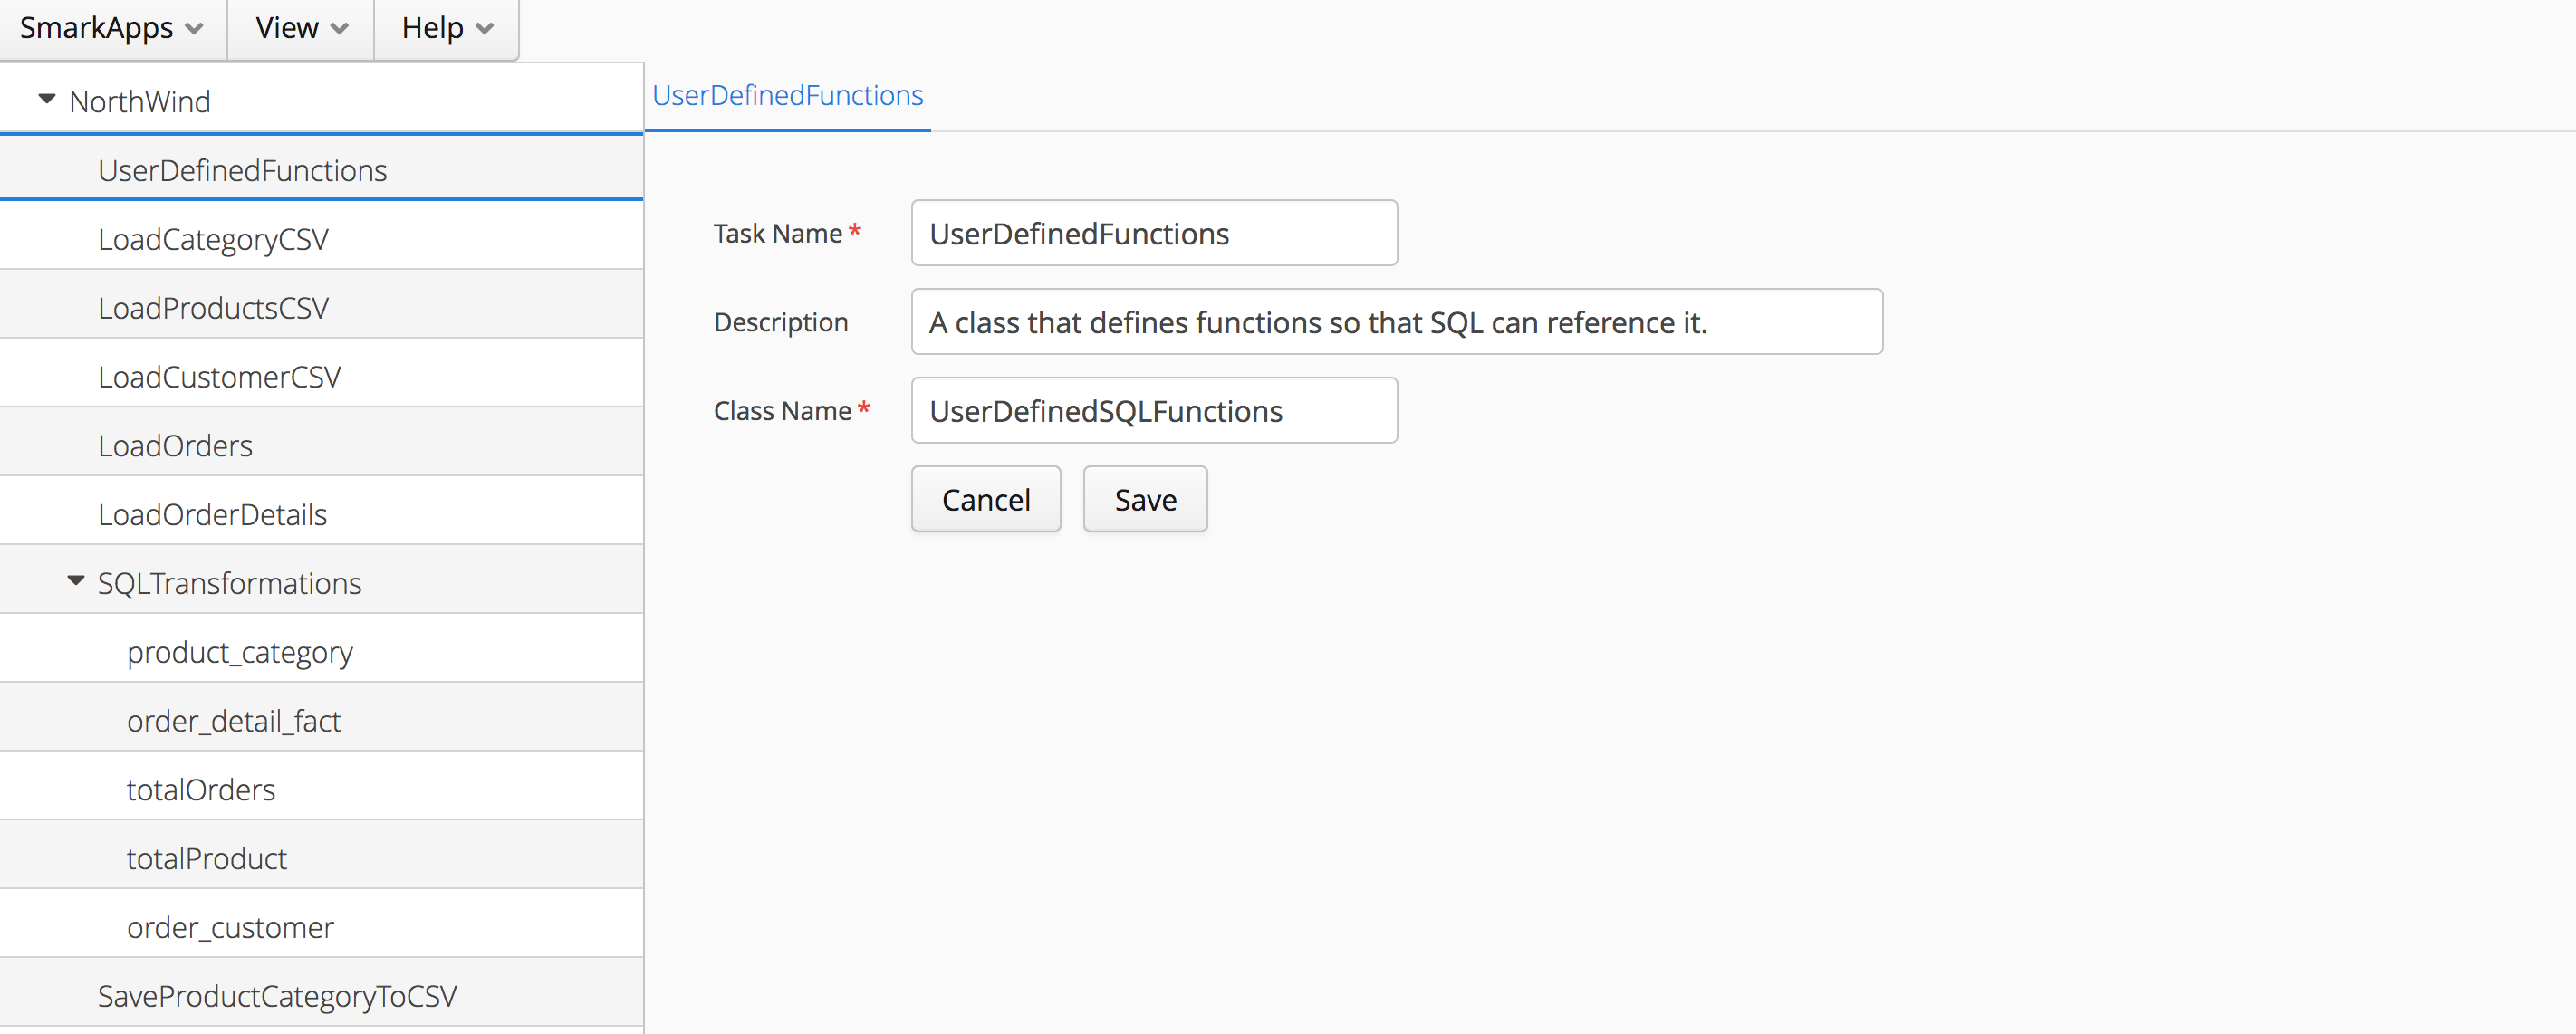 SmarkApps View Help
NorthWind
UserDefinedFunctions
LoadCategoryCSV
LoadProductsCSV
LoadCustomerCSV
LoadOrders
LoadOrderDetails
SQLTransformations
product_category
order_detail_fact
totalOrders
totalProduct
order_customer
SaveProductCategoryToCSV
UserDefinedFunctions
Task Name * UserDefinedFunctions
Description A class that defines functions so that SQL can reference it.
Class Name * UserDefinedSQLFunctions
Cancel Save